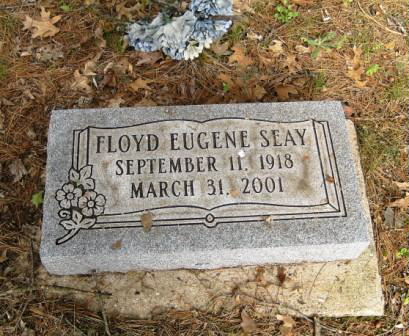 FLOYD EUGENE SEAY
SEPTEMBER 11, 1918
MARCH 31, 2001